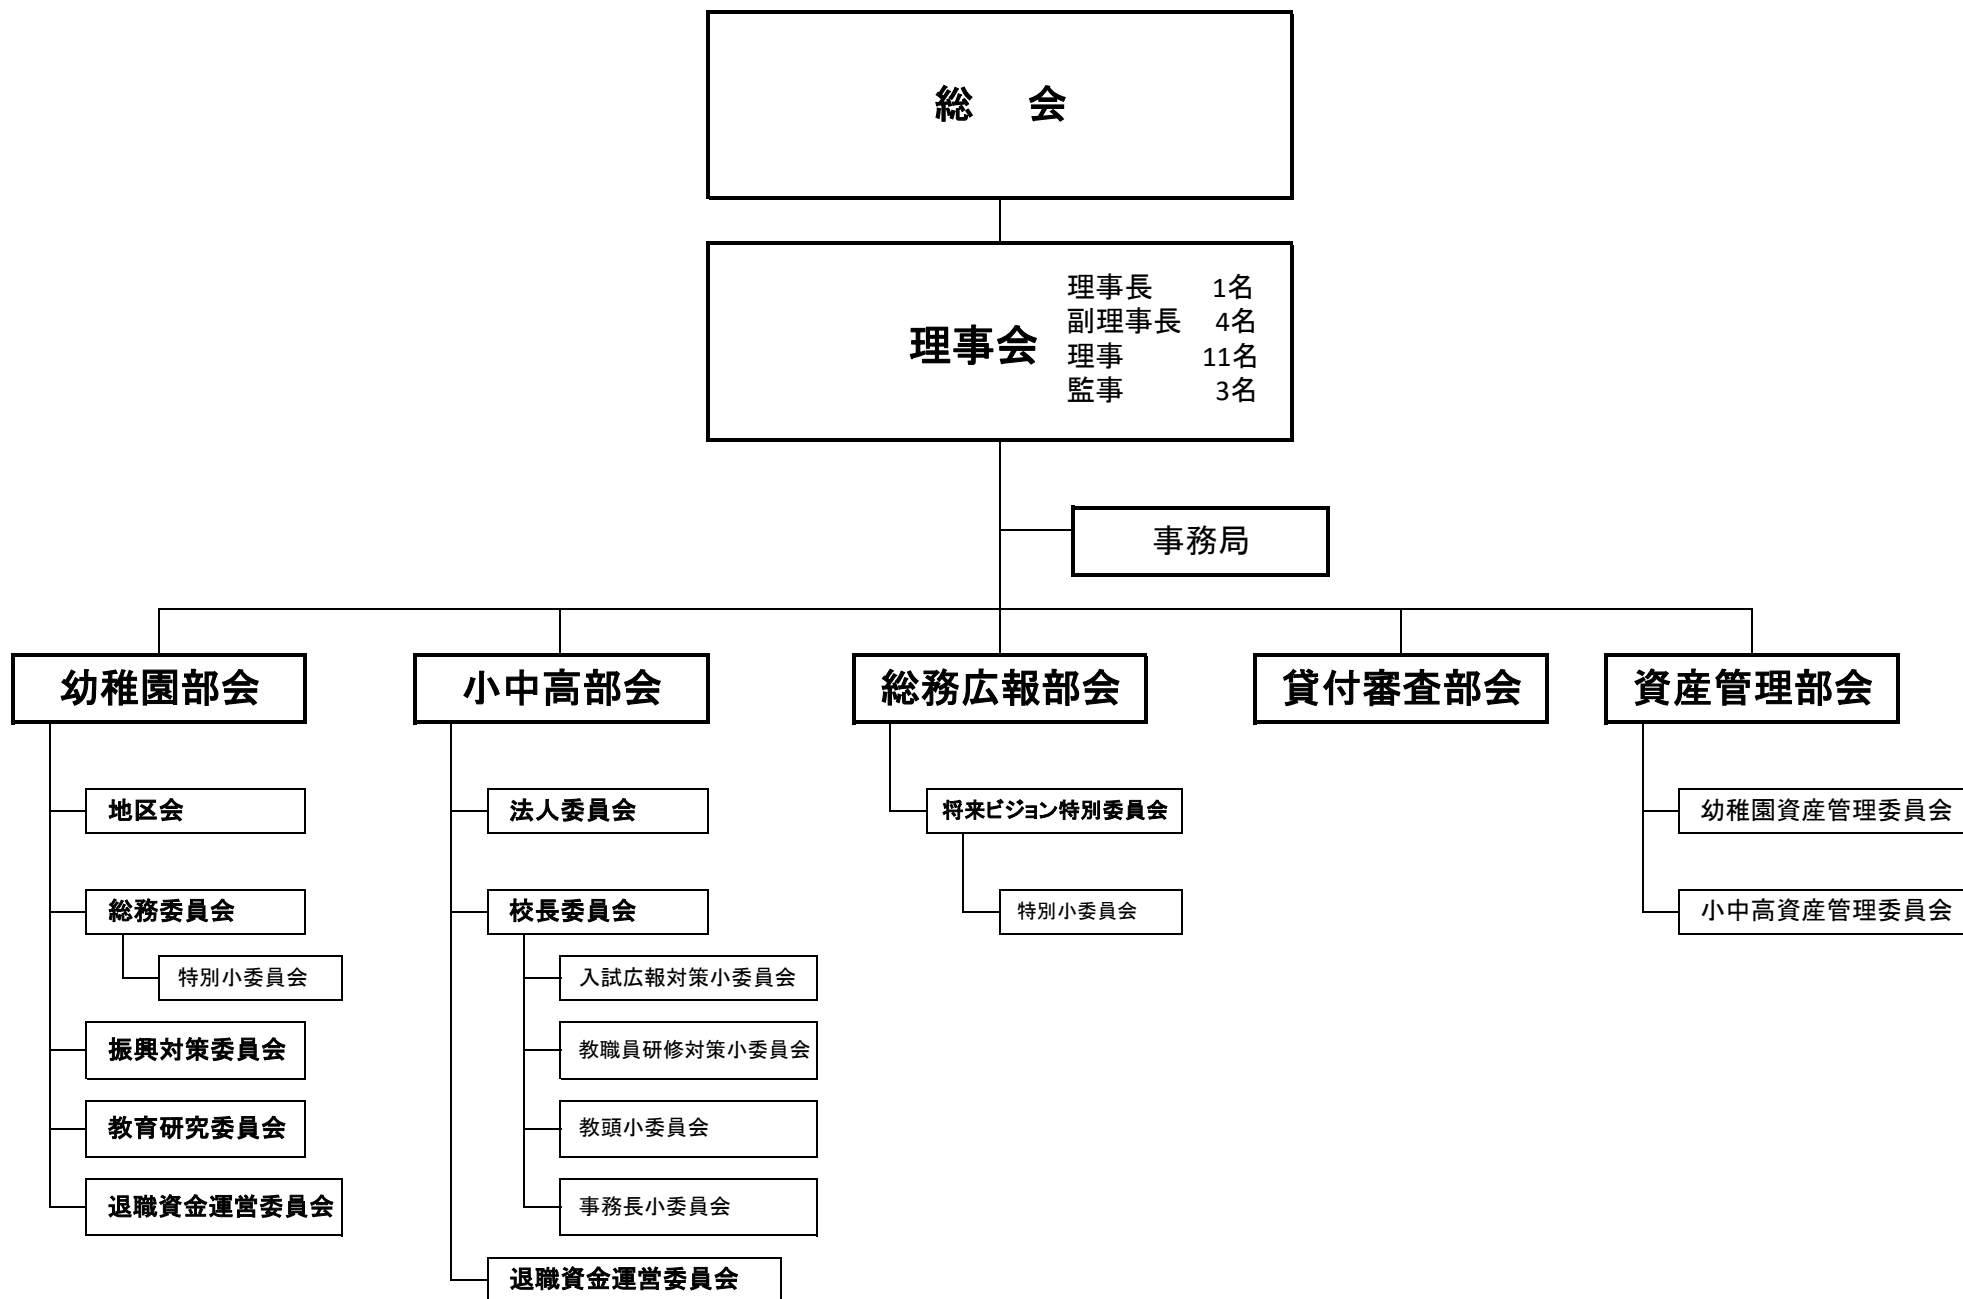 総　会
理事会
理事長　1名
副理事長　4名
理事　11名
監事　3名
事務局
幼稚園部会
小中高部会
総務広報部会
貸付審査部会
資産管理部会
地区会
法人委員会
将来ビジョン特別委員会
幼稚園資産管理委員会
総務委員会
校長委員会
特別小委員会
小中高資産管理委員会
特別小委員会
入試広報対策小委員会
振興対策委員会
教職員研修対策小委員会
教育研究委員会
教頭小委員会
退職資金運営委員会
事務長小委員会
退職資金運営委員会